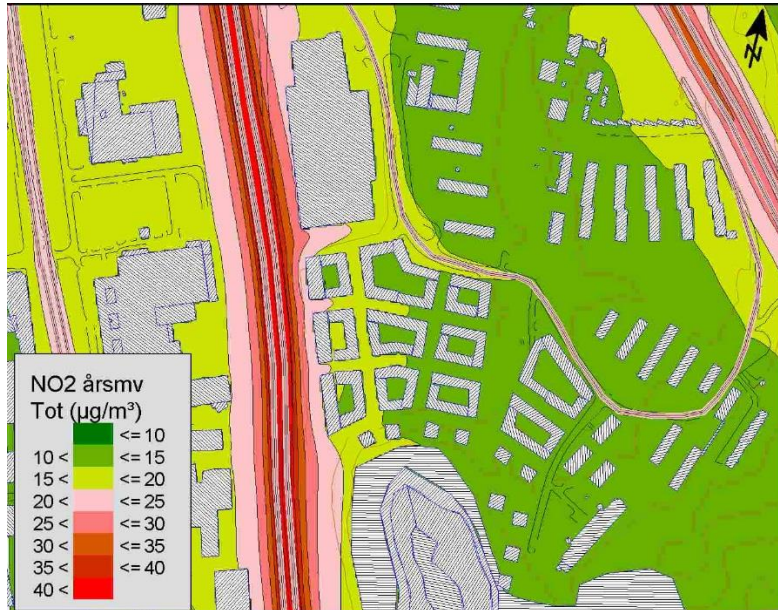 N
NO2 årsmv
Tot (µg/m³)
<= 10
10 < <= 15
15 < <= 20
20 < <= 25
25 < <= 30
30 < <= 35
35 < <= 40
40 <